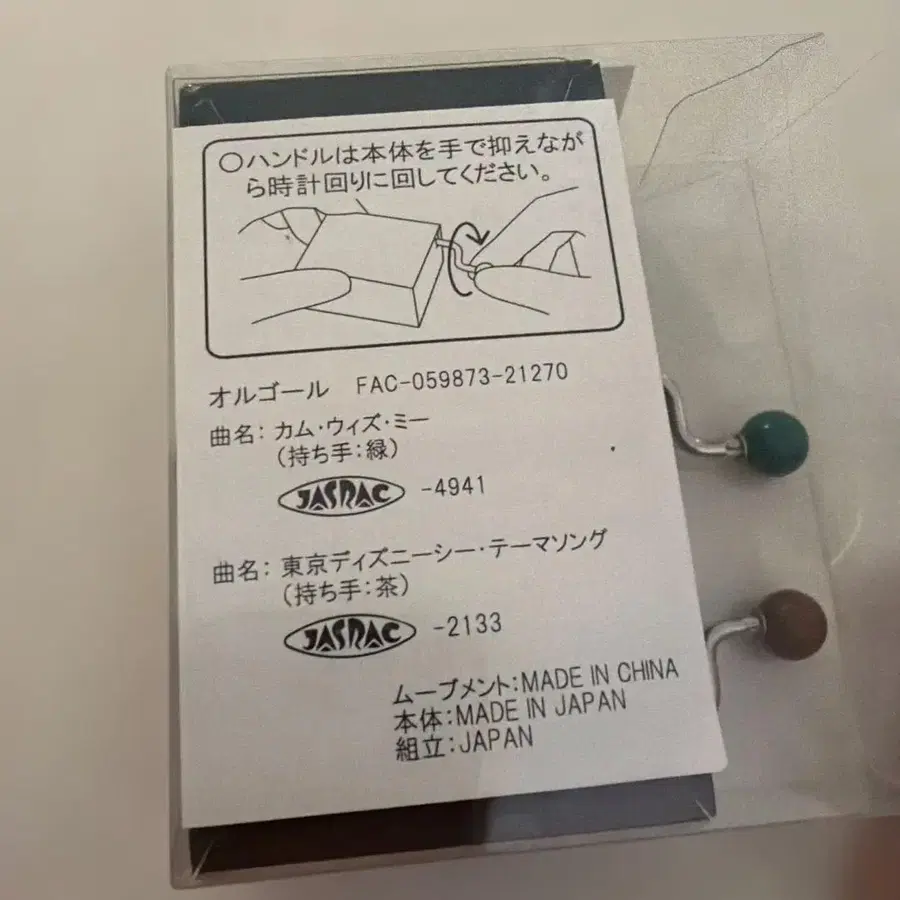 ○ハンドルは本体を手で抑えなが
ら時計回りに回してください。
オルゴール FAC-059873-21270
曲名：カム・ウィズ・ミー
（持ち手：緑）
JASRAC -4941
曲名：東京ディズニーシー・テーマソング
（持ち手：茶）
JASRAC -2133
ムーブメント：MADE IN CHINA
本体：MADE IN JAPAN
組立：JAPAN